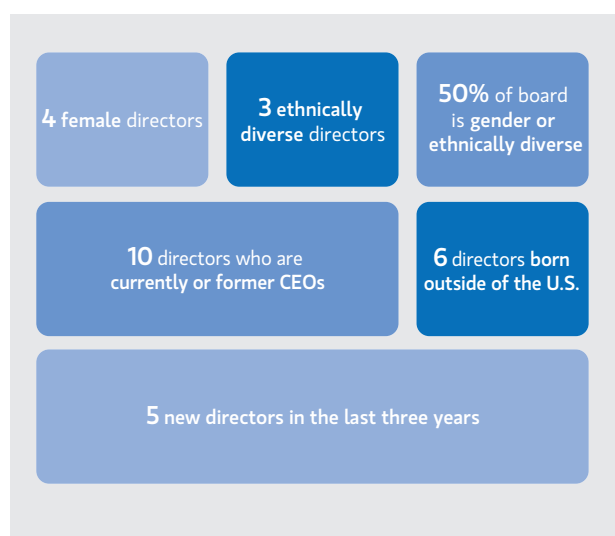 4 female directors
3 ethnically
diverse directors
50% of board
is gender or
ethnically diverse
10 directors who are
currently or former CEOs
6 directors born
outside of the U.S.
5 new directors in the last three years